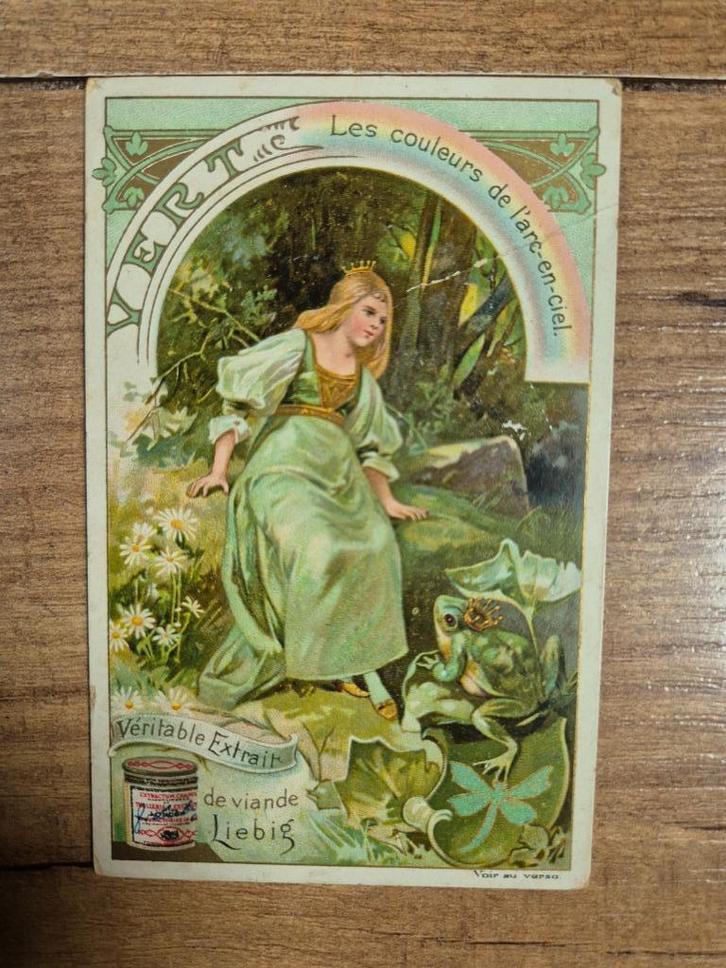 VERT
Les couleurs de l'arc-en-ciel.
Véritable Extrait
de viande
Liebig
Voir au verso.